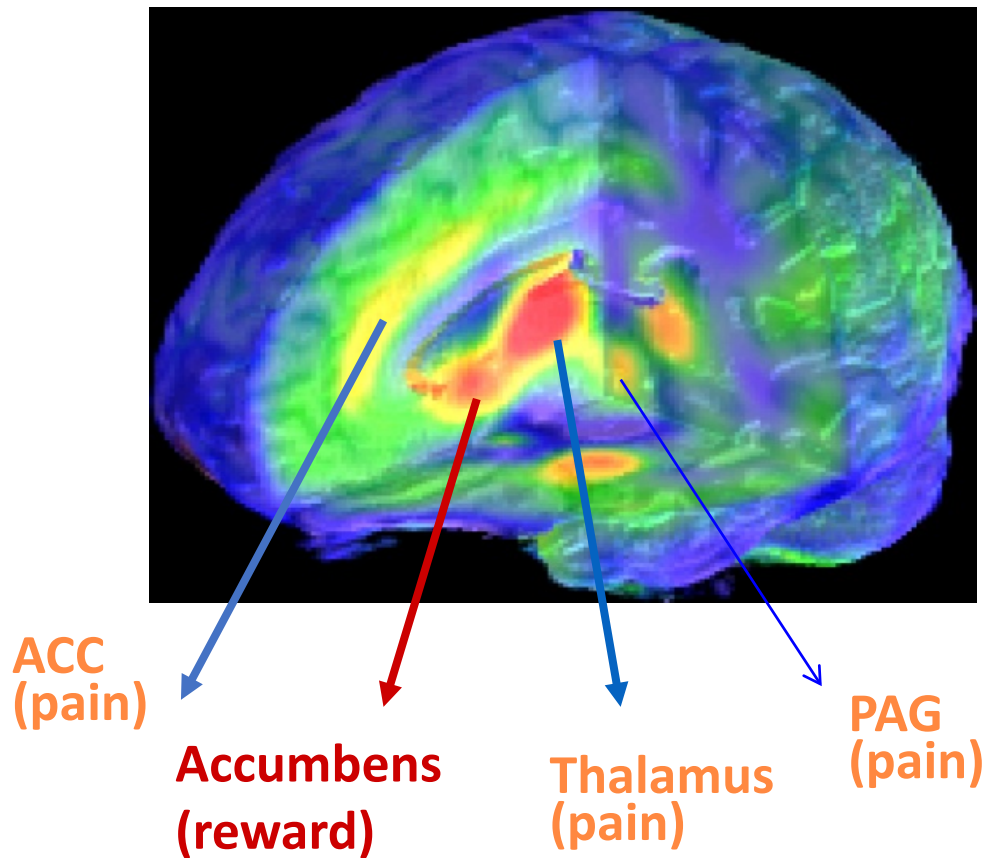 ACC
(pain)
Accumbens
(reward)
Thalamus
(pain)
PAG
(pain)